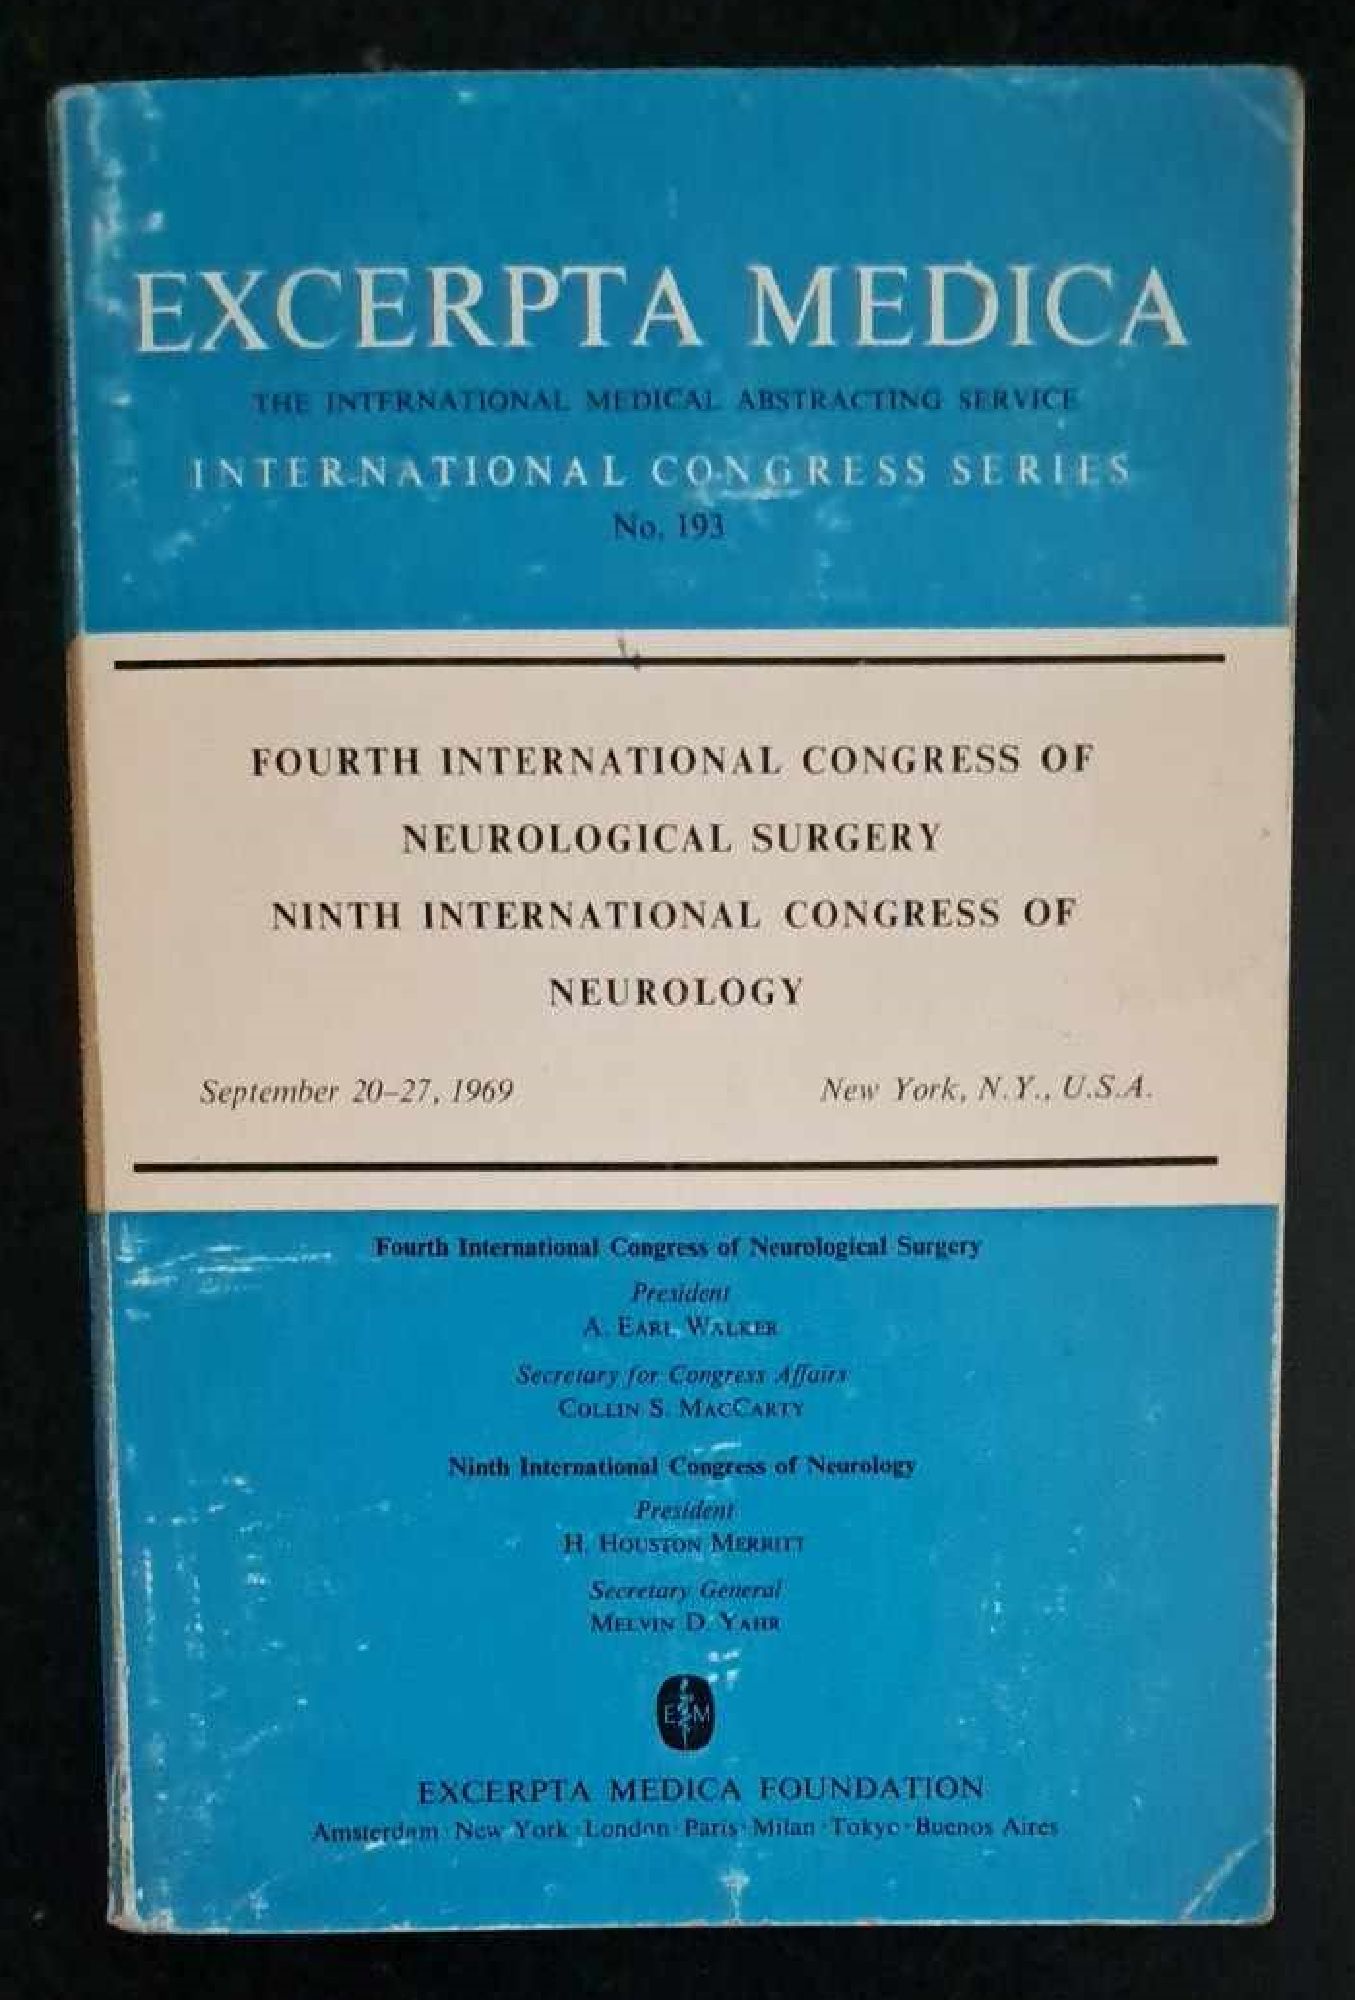 EXCERPTA MEDICA
THE INTERNATIONAL MEDICAL ABSTRACTING SERVICE
INTERNATIONAL CONGRESS SERIES
No. 193
FOURTH INTERNATIONAL CONGRESS OF
NEUROLOGICAL SURGERY
NINTH INTERNATIONAL CONGRESS OF
NEUROLOGY
September 20–27, 1969 New York, N.Y., U.S.A.
Fourth International Congress of Neurological Surgery
President
A. EARL WALKER
Secretary for Congress Affairs
COLLIN S. MACCARTY
Ninth International Congress of Neurology
President
H. HOUSTON MERRITT
Secretary General
MELVIN D. YAHR
E M
EXCERPTA MEDICA FOUNDATION
Amsterdam · New York · London · Paris · Milan · Tokyo · Buenos Aires